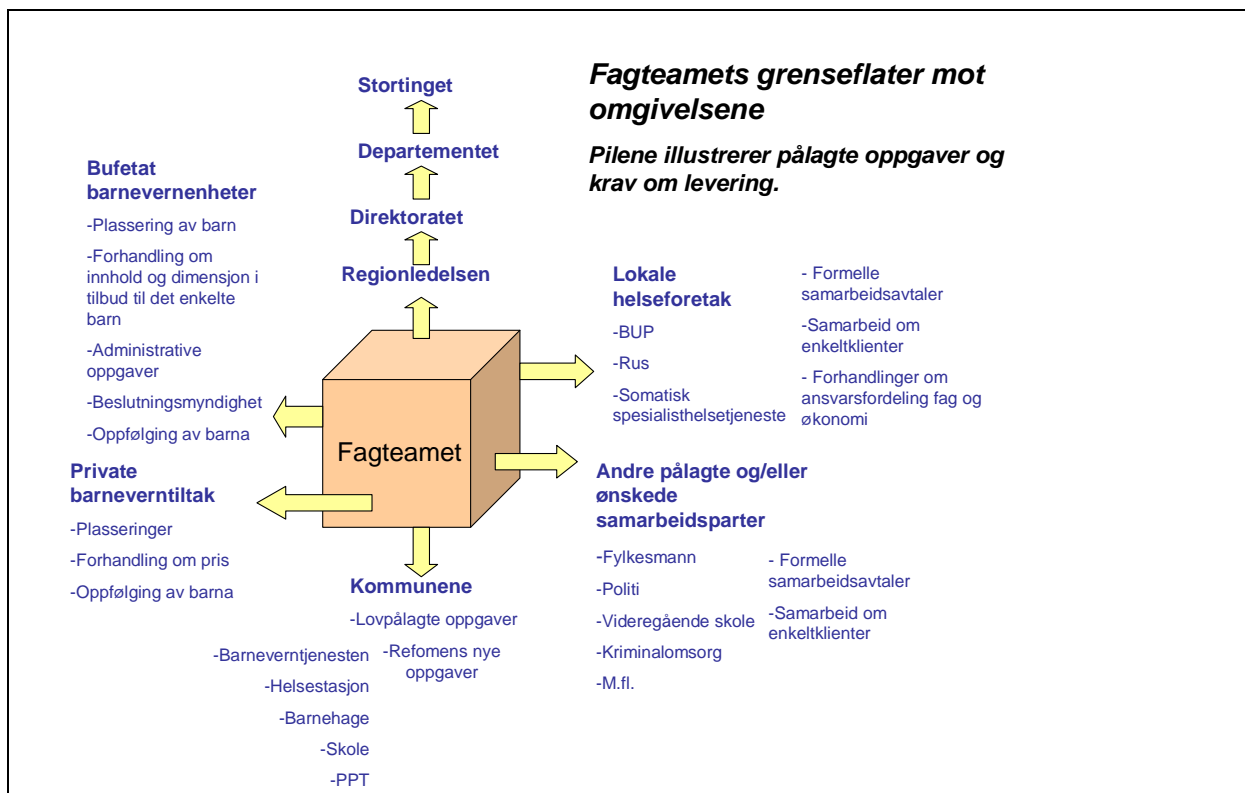 Fagteamets grenseflater mot
omgivelsene
Pilene illustrerer pålagte oppgaver og
krav om levering.
Stortinget
Departementet
Direktoratet
Regionledelsen
Bufetat
barnevernenheter
-Plassering av barn
-Forhandling om
innhold og dimensjon i
tilbud til det enkelte
barn
-Administrative
oppgaver
-Beslutningsmyndighet
-Oppfølging av barna
Fagteamet
Lokale
helseforetak
-BUP
-Rus
-Somatisk
spesialisthelsetjeneste
- Formelle
samarbeidsavtaler
-Samarbeid om
enkeltklienter
- Forhandlinger om
ansvarsfordeling fag og
økonomi
Private
barneverntiltak
-Plasseringer
-Forhandling om pris
-Oppfølging av barna
Andre pålagte og/eller
ønskede
samarbeidsparter
-Fylkesmann
-Politi
-Videregående skole
-Kriminalomsorg
-M.fl.
- Formelle
samarbeidsavtaler
-Samarbeid om
enkeltklienter
Kommunene
-Lovpålagte oppgaver
-Refomens nye
oppgaver
-Barneverntjenesten
-Helsestasjon
-Barnehage
-Skole
-PPT